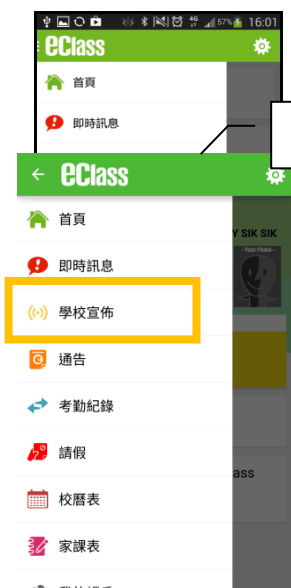 4G
57%
16:01
eClass
首頁
即時訊息
eClass
首頁
Y SIK SIK
-Your Photo-
即時訊息
學校宣佈
通告
考勤紀錄
ass
請假
校曆表
家課表